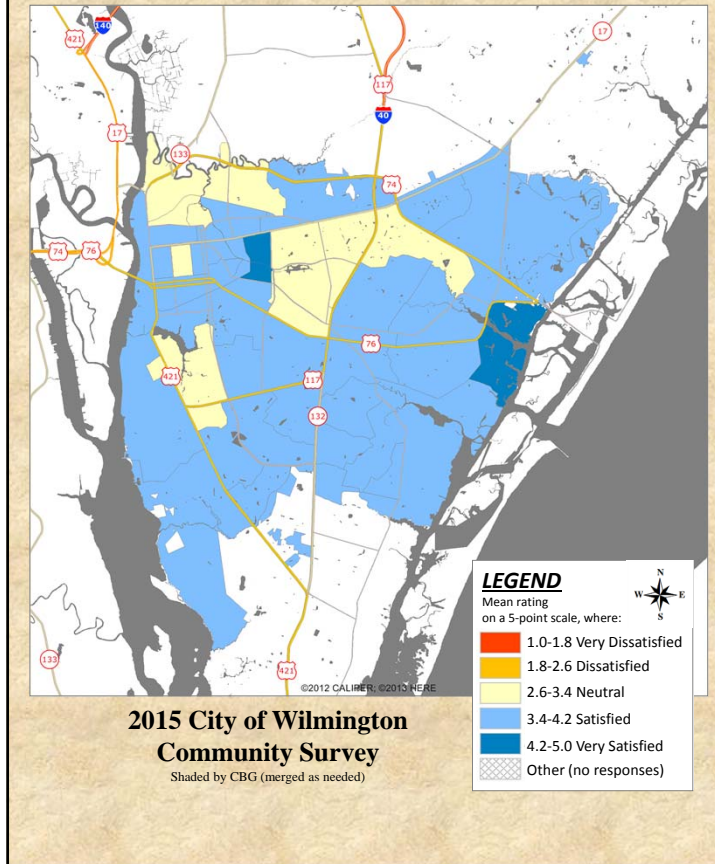 140
421
17
117
40
17
133
74
74
76
76
421
117
132
133
421
©2012 CALIPER; ©2013 HERE
LEGEND
Mean rating
on a 5-point scale, where:
N
W E
S
1.0-1.8 Very Dissatisfied
1.8-2.6 Dissatisfied
2.6-3.4 Neutral
3.4-4.2 Satisfied
4.2-5.0 Very Satisfied
Other (no responses)
2015 City of Wilmington
Community Survey
Shaded by CBG (merged as needed)